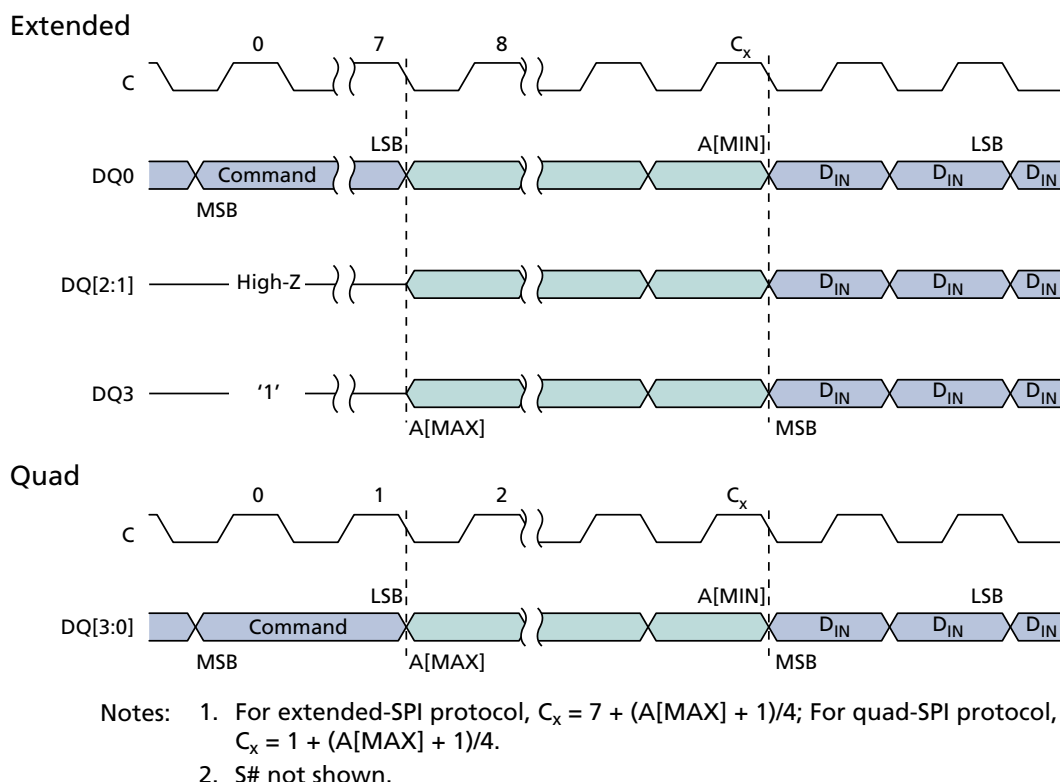 Extended
0 7 8 Cx
C
LSB A[MIN] LSB
DQ0 Command DIN DIN DIN
MSB
DQ[2:1] High-Z DIN DIN DIN
DQ3 '1' DIN DIN DIN
A[MAX] MSB
Quad
0 1 2 Cx
C
LSB A[MIN] LSB
DQ[3:0] Command DIN DIN DIN
MSB A[MAX] MSB
Notes: 1. For extended-SPI protocol, Cx = 7 + (A[MAX] + 1)/4; For quad-SPI protocol,
Cx = 1 + (A[MAX] + 1)/4.
2. S# not shown.